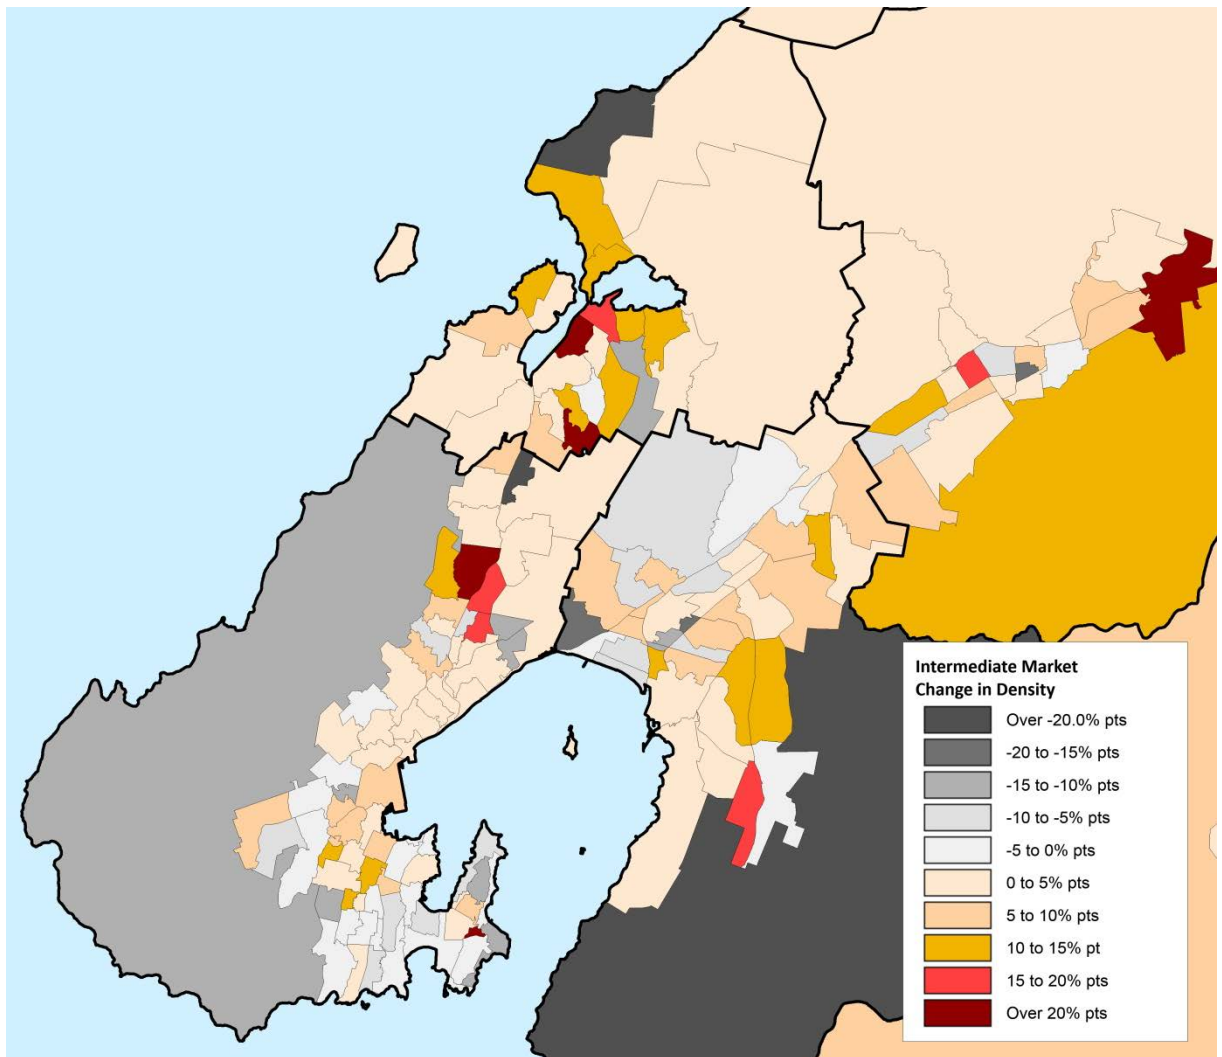 Intermediate Market
Change in Density
Over -20.0% pts
-20 to -15% pts
-15 to -10% pts
-10 to -5% pts
-5 to 0% pts
0 to 5% pts
5 to 10% pts
10 to 15% pt
15 to 20% pts
Over 20% pts